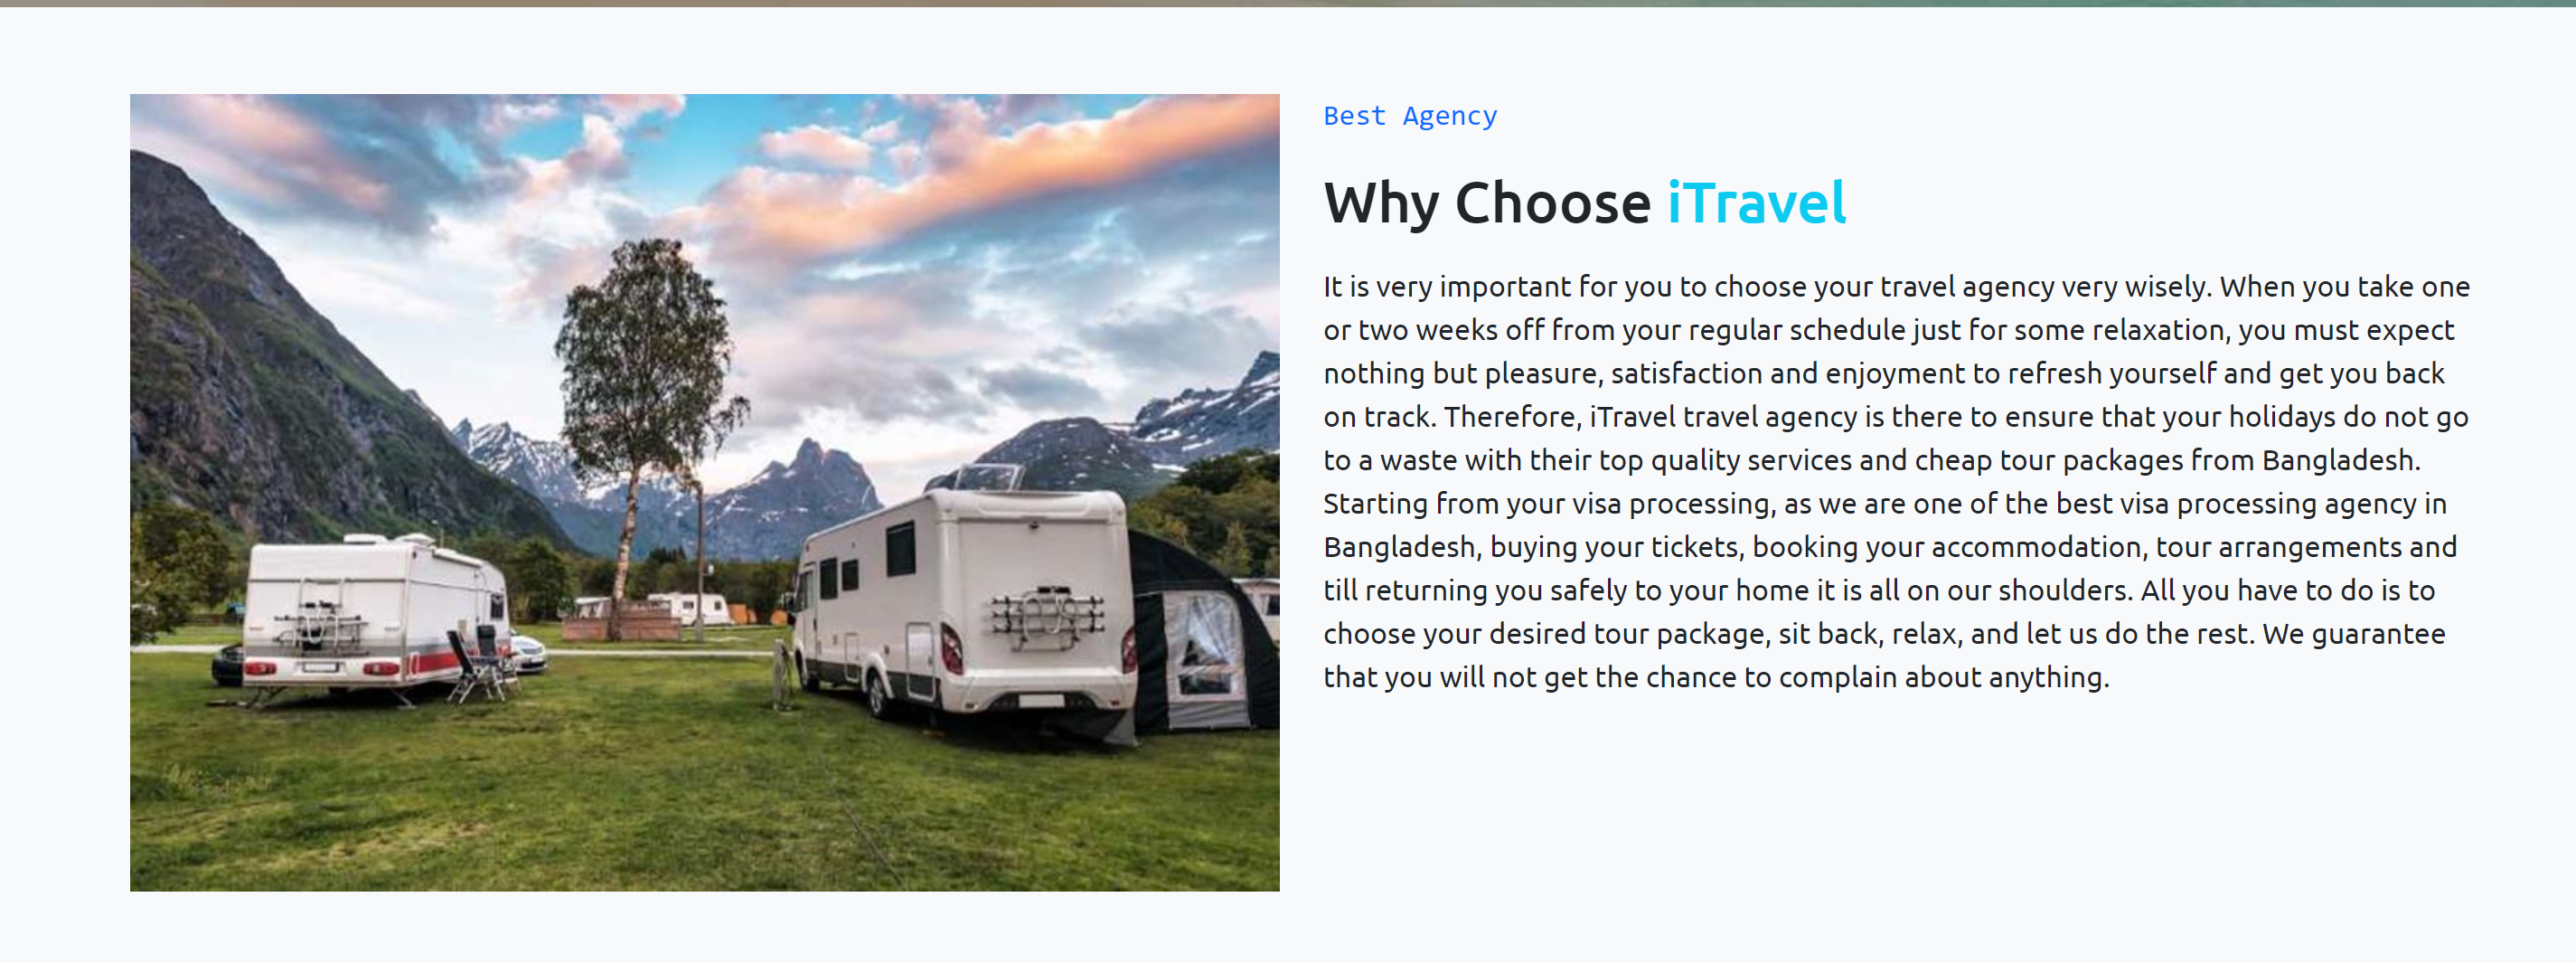 Best Agency
Why Choose iTravel
It is very important for you to choose your travel agency very wisely. When you take one
or two weeks off from your regular schedule just for some relaxation, you must expect
nothing but pleasure, satisfaction and enjoyment to refresh yourself and get you back
on track. Therefore, iTravel travel agency is there to ensure that your holidays do not go
to a waste with their top quality services and cheap tour packages from Bangladesh.
Starting from your visa processing, as we are one of the best visa processing agency in
Bangladesh, buying your tickets, booking your accommodation, tour arrangements and
till returning you safely to your home it is all on our shoulders. All you have to do is to
choose your desired tour package, sit back, relax, and let us do the rest. We guarantee
that you will not get the chance to complain about anything.